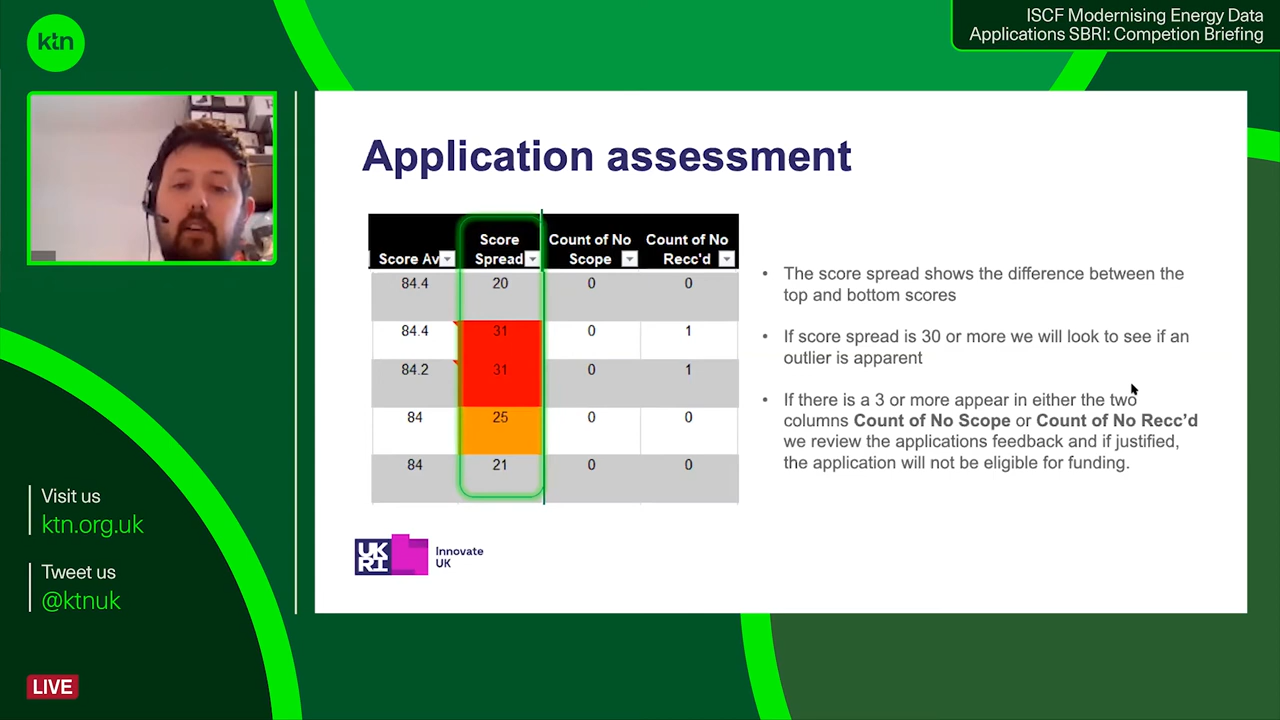 ktn
ISCF Modernising Energy Data
Applications SBRI: Competion Briefing
Application assessment
Score Av Score Spread Count of No Scope Count of No Recc'd
84.4 20 0 0
84.4 31 0 1
84.2 31 0 1
84 25 0 0
84 21 0 0
• The score spread shows the difference between the
top and bottom scores
• If score spread is 30 or more we will look to see if an
outlier is apparent
• If there is a 3 or more appear in either the two
columns Count of No Scope or Count of No Recc'd
we review the applications feedback and if justified,
the application will not be eligible for funding.
UK
RI
Innovate
UK
Visit us
ktn.org.uk
Tweet us
@ktnuk
LIVE